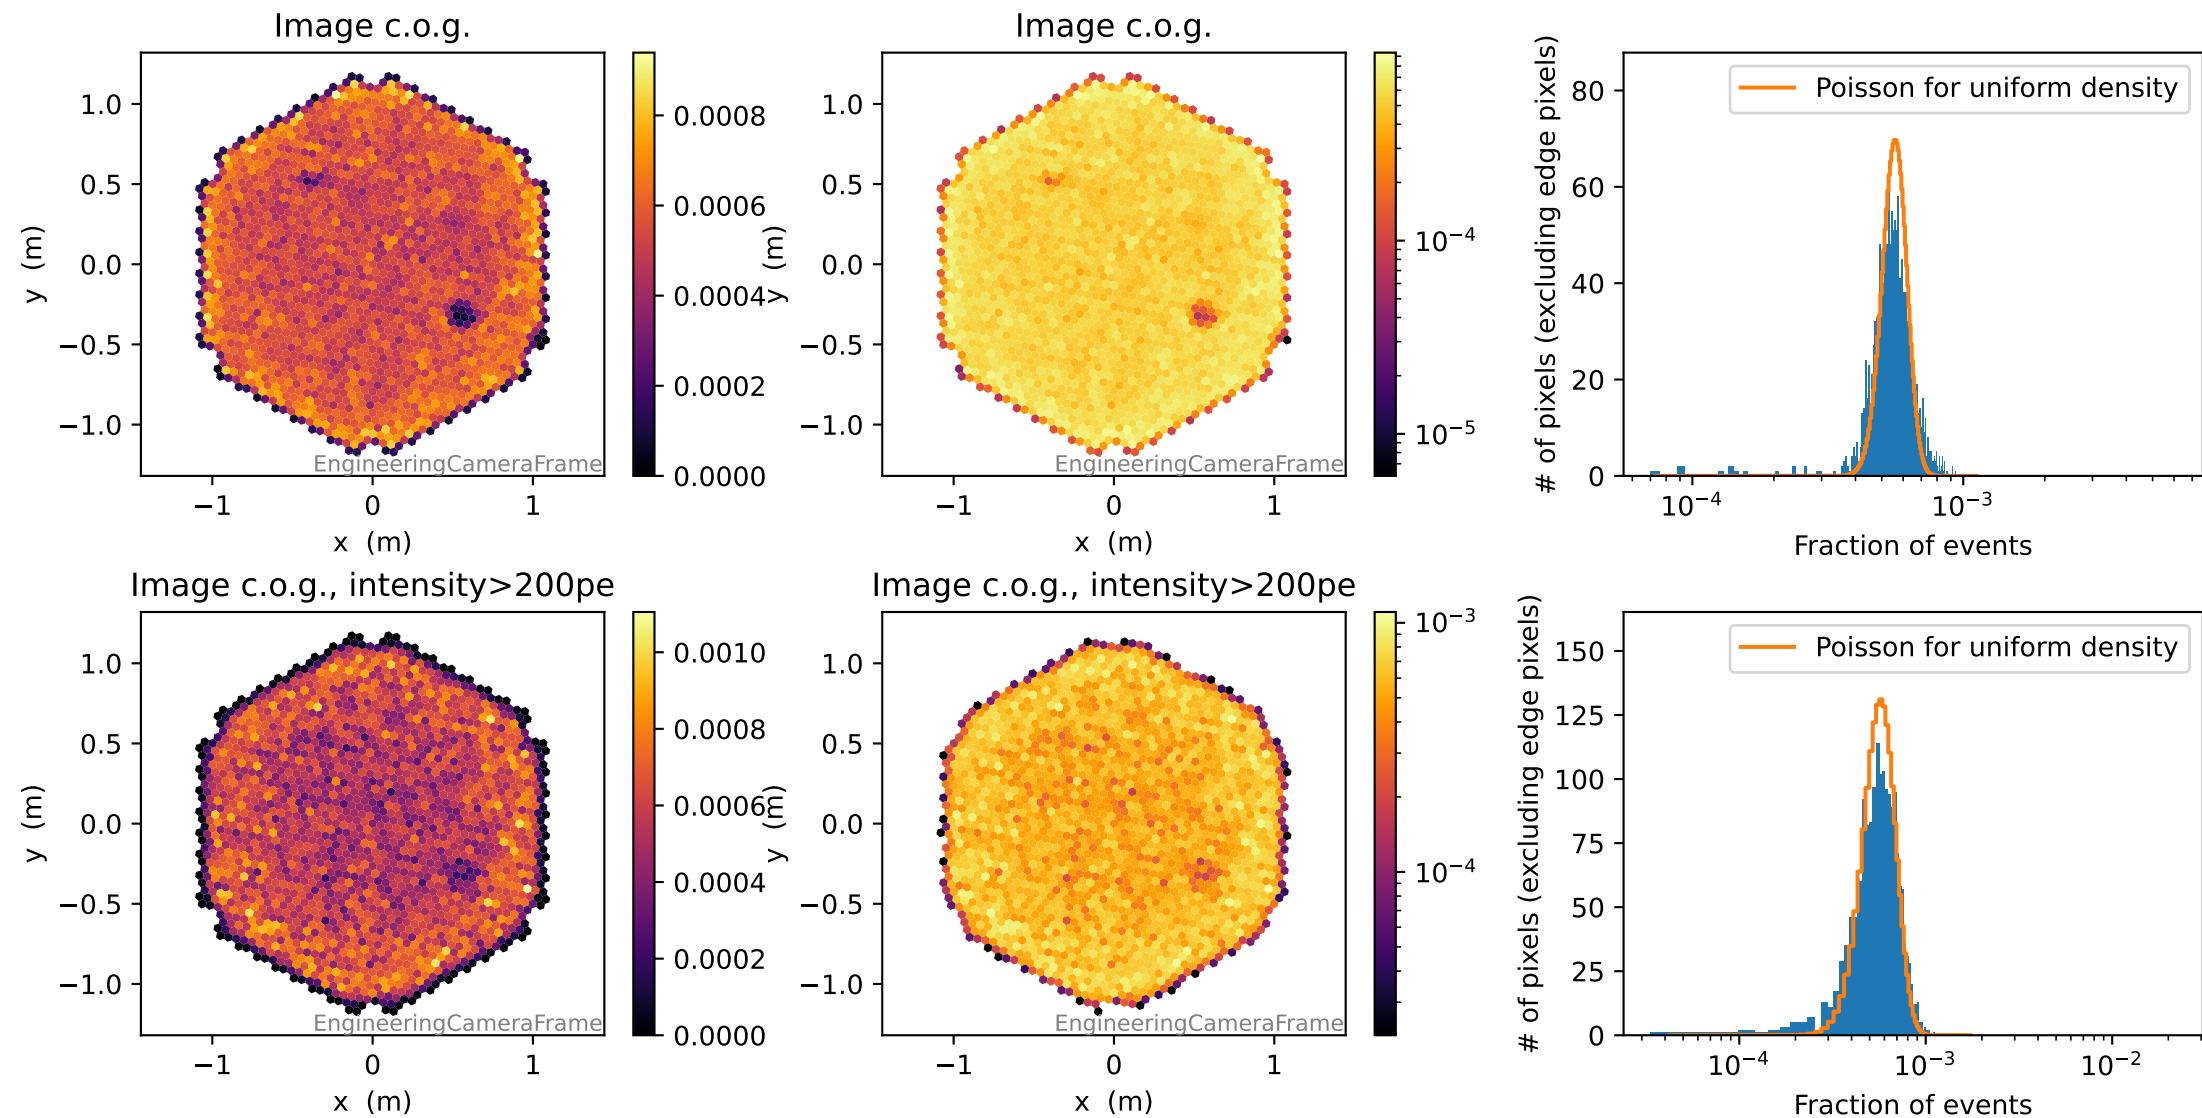 Image c.o.g.
1.0
0.5
0.0
−0.5
−1.0
y (m)
−1
0
1
x (m)
EngineeringCameraFrame
0.0008
0.0006
0.0004
0.0002
0.0000
Image c.o.g.
1.0
0.5
0.0
−0.5
−1.0
y (m)
−1
0
1
x (m)
EngineeringCameraFrame
10⁻⁴
10⁻⁵
Poisson for uniform density
80
60
40
20
0
# of pixels (excluding edge pixels)
10⁻⁴
10⁻³
Fraction of events
Image c.o.g., intensity>200pe
1.0
0.5
0.0
−0.5
−1.0
y (m)
−1
0
1
x (m)
EngineeringCameraFrame
0.0010
0.0008
0.0006
0.0004
0.0002
0.0000
Image c.o.g., intensity>200pe
1.0
0.5
0.0
−0.5
−1.0
y (m)
−1
0
1
x (m)
EngineeringCameraFrame
10⁻³
10⁻⁴
Poisson for uniform density
150
125
100
75
50
25
0
# of pixels (excluding edge pixels)
10⁻⁴
10⁻³
10⁻²
Fraction of events